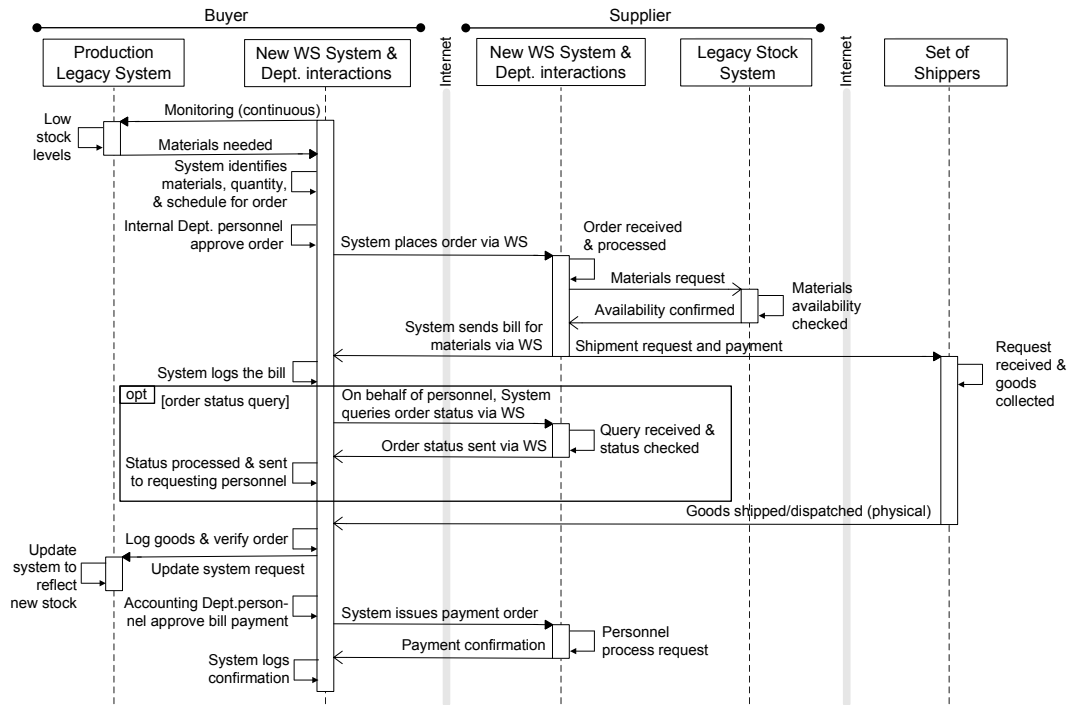 Buyer
Supplier
Production
Legacy System
New WS System &
Dept. interactions
Internet
New WS System &
Dept. interactions
Legacy Stock
System
Internet
Set of
Shippers
Monitoring (continuous)
Low
stock
levels
Materials needed
System identifies
materials, quantity,
& schedule for order
Internal Dept. personnel
approve order
System places order via WS
Order received
& processed
Materials request
Materials
availability
checked
Availability confirmed
System sends bill for
materials via WS
Shipment request and payment
Request
received &
goods
collected
System logs the bill
opt
[order status query]
On behalf of personnel, System
queries order status via WS
Query received &
status checked
Order status sent via WS
Status processed & sent
to requesting personnel
Goods shipped/dispatched (physical)
Log goods & verify order
Update
system to
reflect
new stock
Update system request
Accounting Dept.person-
nel approve bill payment
System issues payment order
Personnel
process request
Payment confirmation
System logs
confirmation